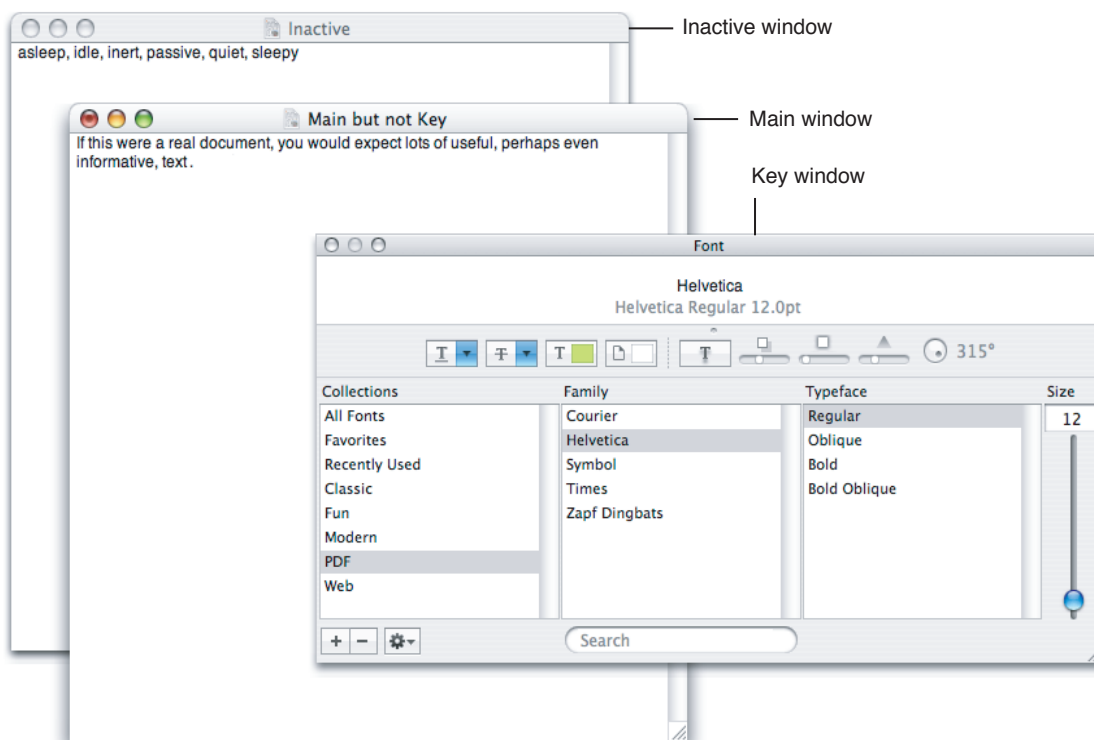 Inactive
Inactive window
asleep, idle, inert, passive, quiet, sleepy
Main but not Key
Main window
If this were a real document, you would expect lots of useful, perhaps even
informative, text.
Key window
Font
Helvetica
Helvetica Regular 12.0pt
T T T T 315°
Collections Family Typeface Size
All Fonts Courier Regular 12
Favorites Helvetica Oblique
Recently Used Symbol Bold
Classic Times Bold Oblique
Fun Zapf Dingbats
Modern
PDF
Web
+ − Search